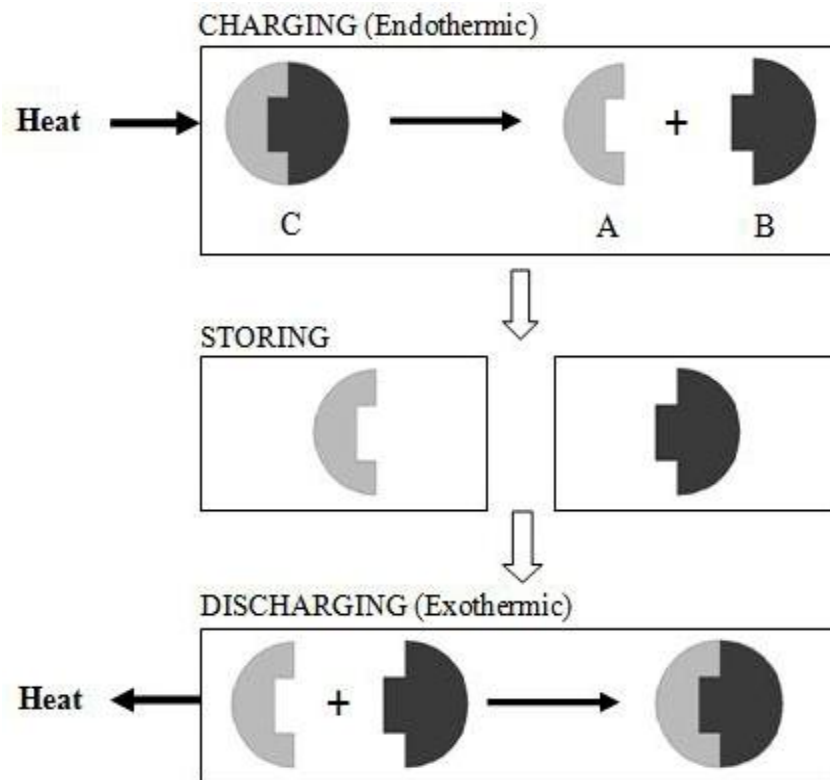 CHARGING (Endothermic)
Heat
+
C
A
B
STORING
DISCHARGING (Exothermic)
Heat
+